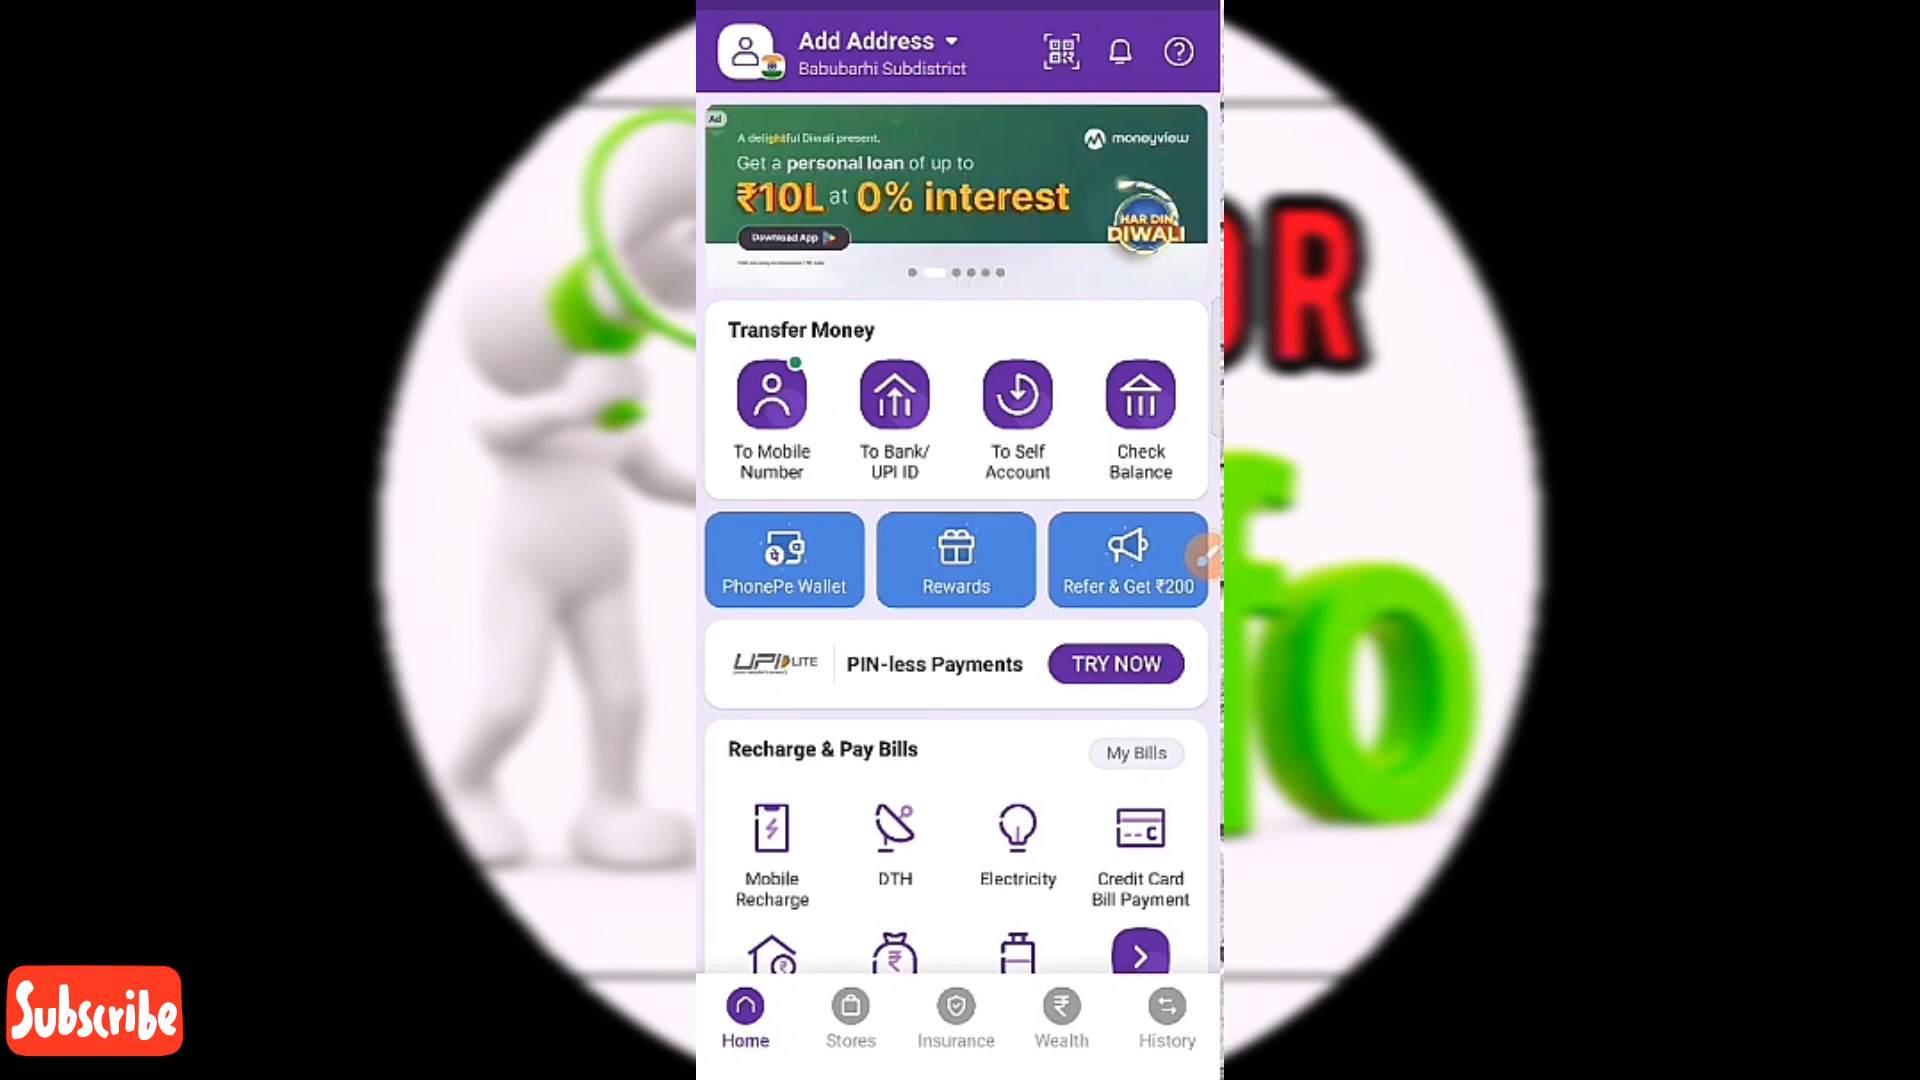 Add Address
Babubarhi Subdistrict
Ad
A delightful Diwali present.
moneyview
Get a personal loan of up to
₹10L at 0% interest
HAR DIN
DIWALI
Download App
OR
Transfer Money
To Mobile
Number
To Bank/
UPI ID
To Self
Account
Check
Balance
PhonePe Wallet
Rewards
Refer & Get ₹200
fo
UPI LITE
PIN-less Payments
TRY NOW
Recharge & Pay Bills
My Bills
Mobile
Recharge
DTH
Electricity
Credit Card
Bill Payment
Subscribe
Home
Stores
Insurance
Wealth
History